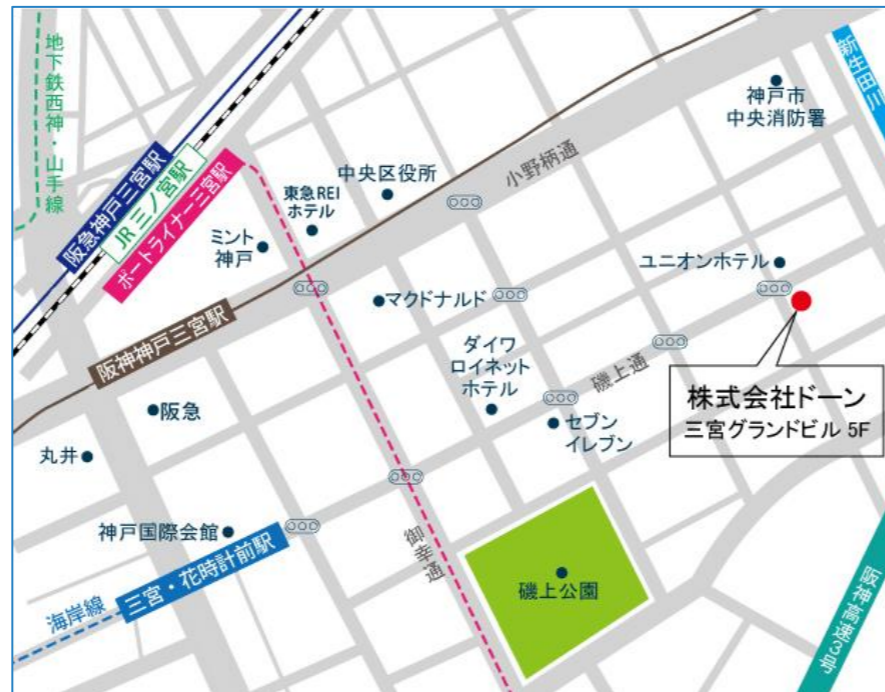 地下鉄西神・山手線
阪急神戸三宮駅
JR 三ノ宮駅
ポートライナー三宮駅
東急REI
ホテル
中央区役所
小野柄通
神戸市
中央消防署
新生田川
ミント
神戸
マクドナルド
ユニオンホテル
阪神神戸三宮駅
ダイワ
ロイネット
ホテル
磯上通
株式会社ドーン
三宮グランドビル 5F
阪急
セブン
イレブン
丸井
神戸国際会館
御幸通
三宮・花時計前駅
海岸線
磯上公園
阪神高速3号